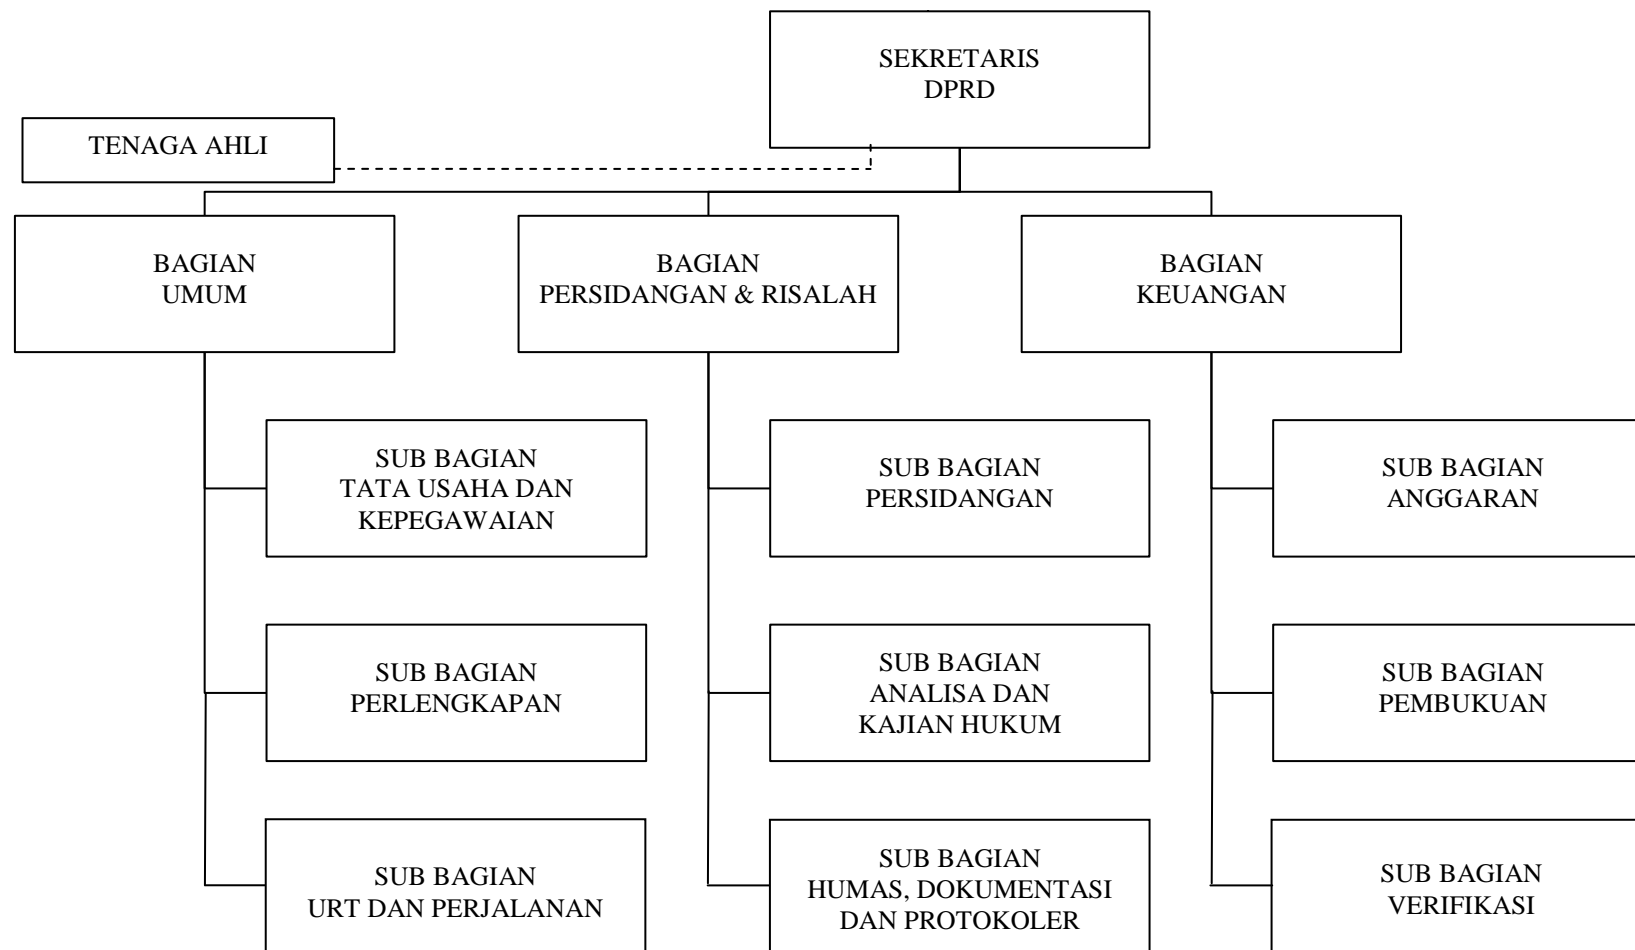 SEKRETARIS
DPRD
TENAGA AHLI
BAGIAN
UMUM
BAGIAN
PERSIDANGAN & RISALAH
BAGIAN
KEUANGAN
SUB BAGIAN
TATA USAHA DAN
KEPEGAWAIAN
SUB BAGIAN
PERSIDANGAN
SUB BAGIAN
ANGGARAN
SUB BAGIAN
PERLENGKAPAN
SUB BAGIAN
ANALISA DAN
KAJIAN HUKUM
SUB BAGIAN
PEMBUKUAN
SUB BAGIAN
URT DAN PERJALANAN
SUB BAGIAN
HUMAS, DOKUMENTASI
DAN PROTOKOLER
SUB BAGIAN
VERIFIKASI